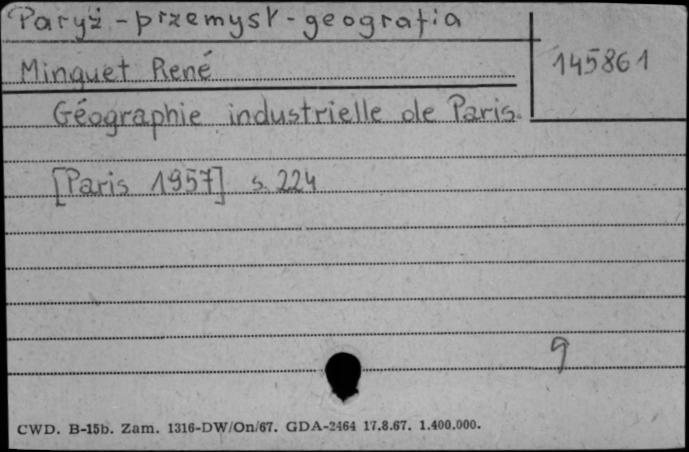 Paryż - przemysł - geografia
145861
Minguet René
Géographie industrielle de Paris.
[Paris 1957] s. 224
CWD. B-15b. Zam. 1316-DW/On/67. GDA-2464 17.8.67. 1.400.000.